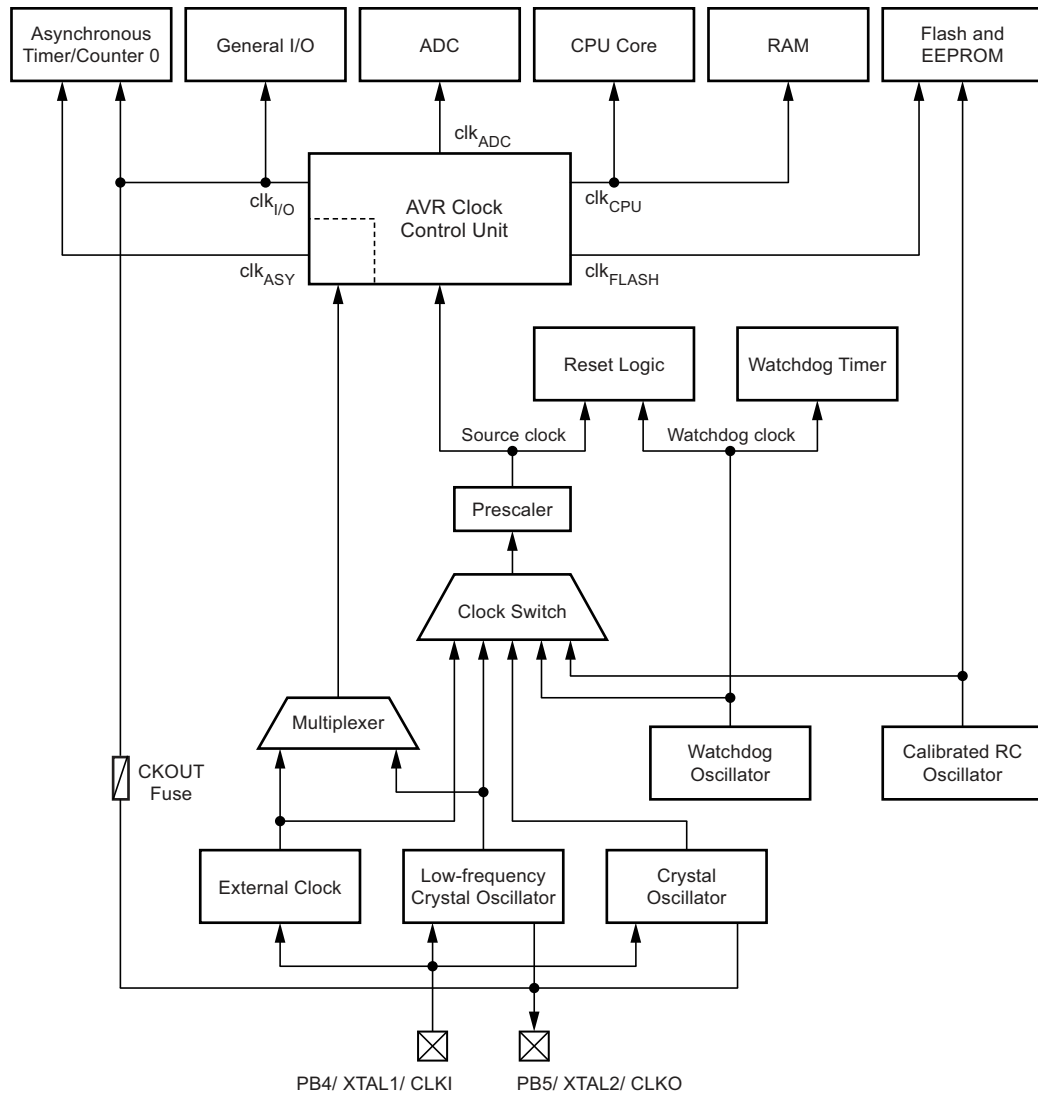 Asynchronous
Timer/Counter 0
General I/O
ADC
CPU Core
RAM
Flash and
EEPROM
clkADC
clkI/O
clkCPU
AVR Clock
Control Unit
clkASY
clkFLASH
Reset Logic
Watchdog Timer
Source clock
Watchdog clock
Prescaler
Clock Switch
Multiplexer
CKOUT
Fuse
Watchdog
Oscillator
Calibrated RC
Oscillator
External Clock
Low-frequency
Crystal Oscillator
Crystal
Oscillator
PB4/ XTAL1/ CLKI
PB5/ XTAL2/ CLKO